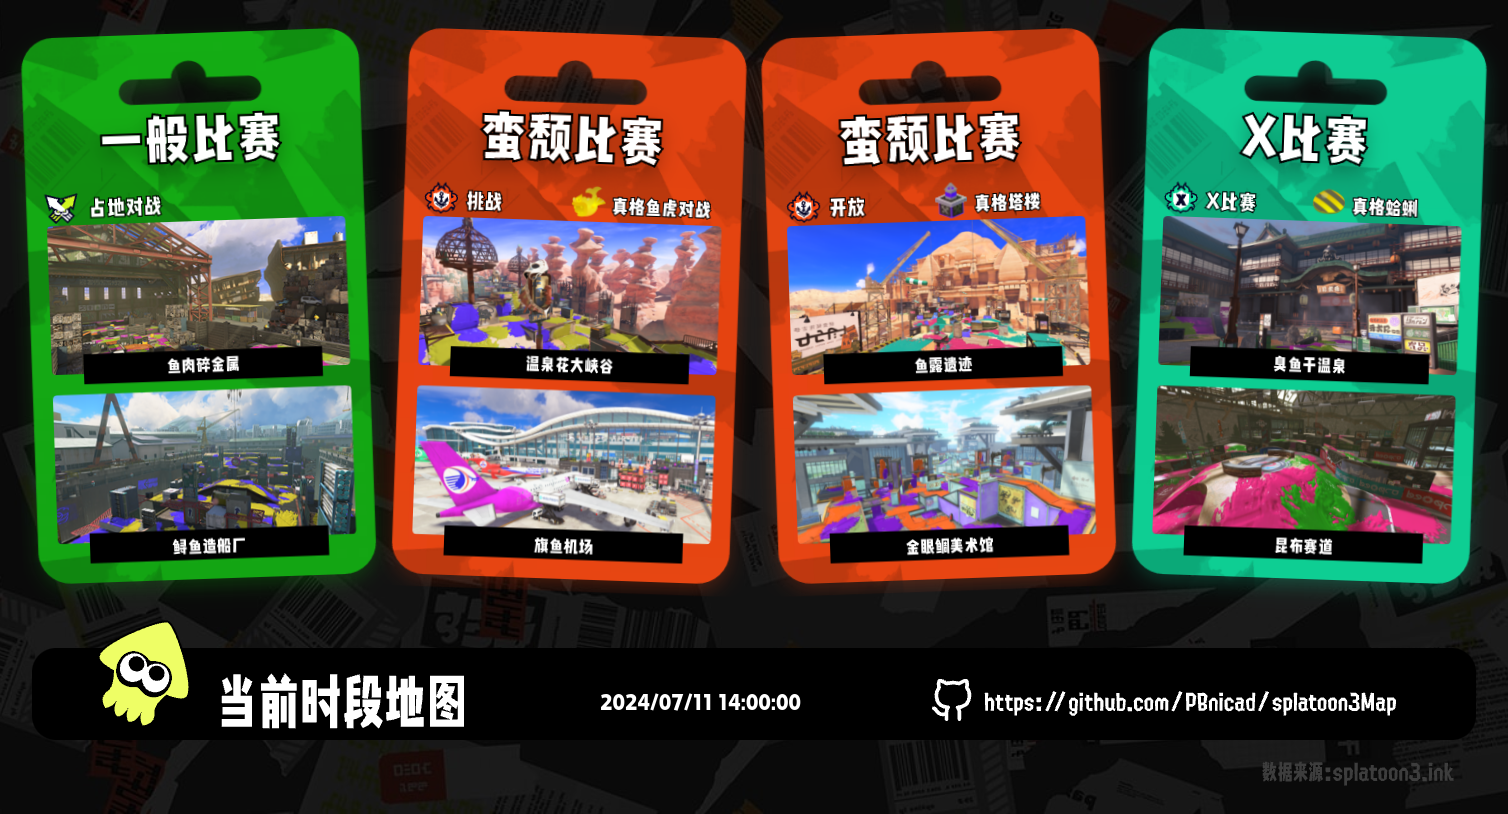 一般比赛
占地对战
鱼肉碎金属
鲟鱼造船厂
蛮颓比赛
挑战
真格鱼虎对战
温泉花大峡谷
旗鱼机场
蛮颓比赛
开放
真格塔楼
鱼露遗迹
金眼鲷美术馆
X比赛
X比赛
真格蛤蜊
臭鱼干温泉
昆布赛道
当前时段地图
2024/07/11 14:00:00
https://github.com/PBnicad/splatoon3Map
数据来源:splatoon3.ink